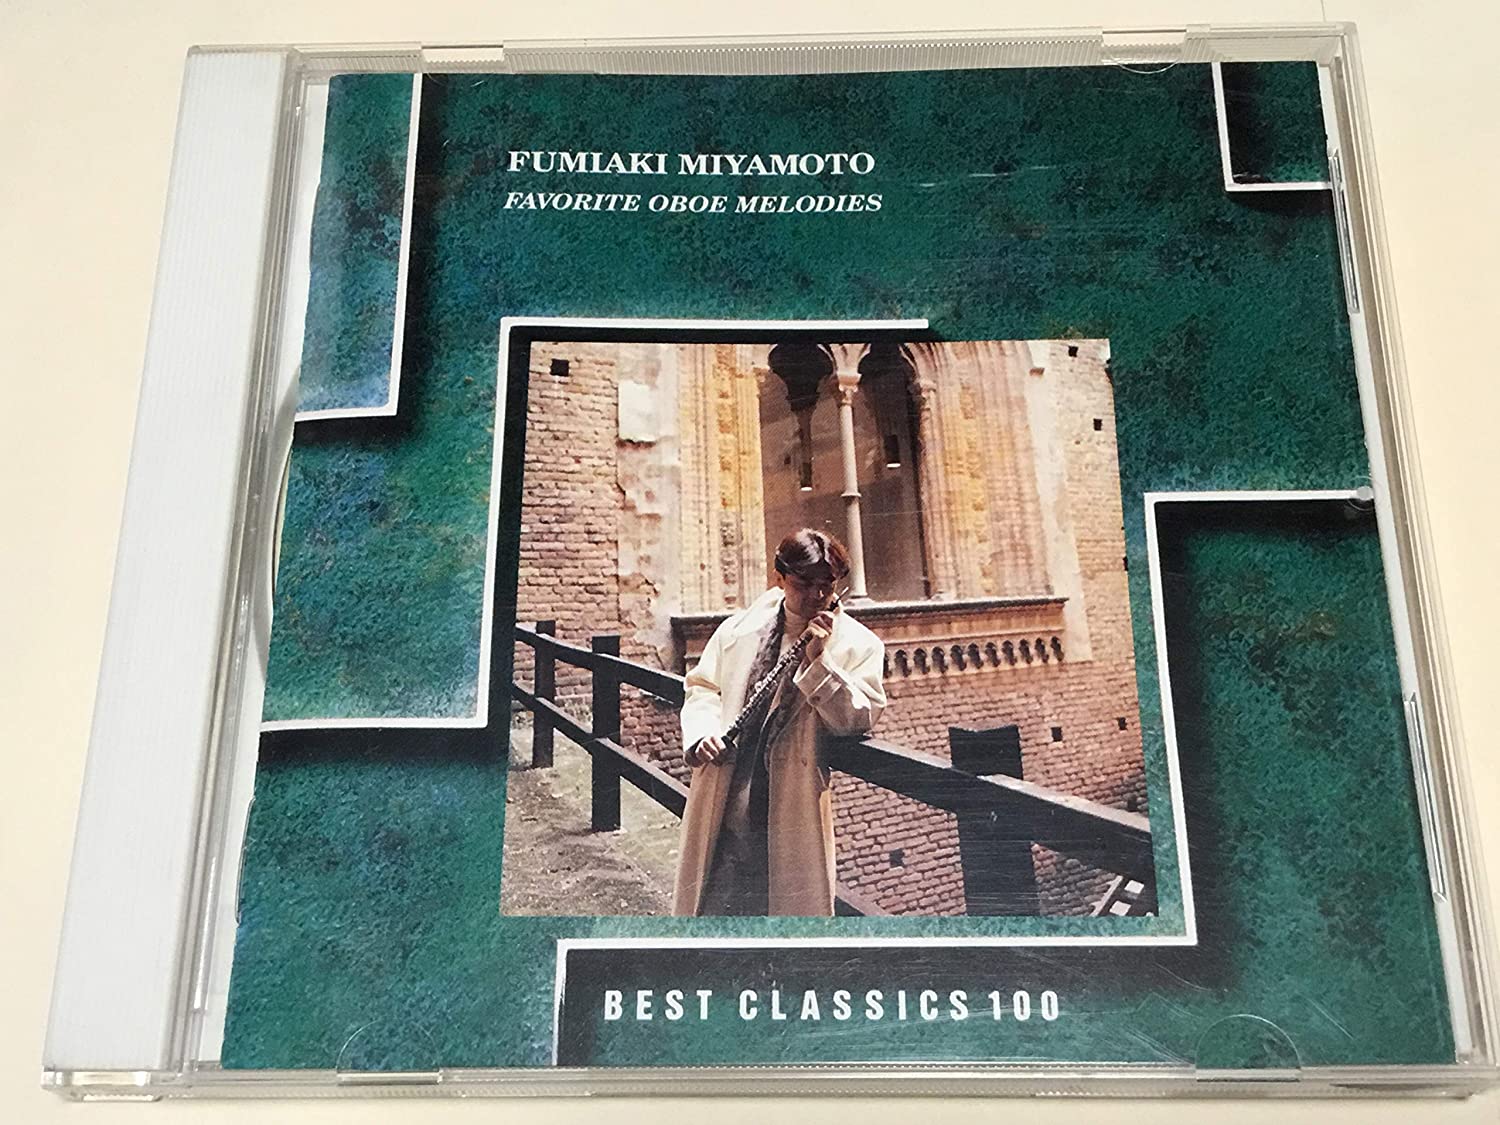 FUMIAKI MIYAMOTO
FAVORITE OBOE MELODIES
BEST CLASSICS 100